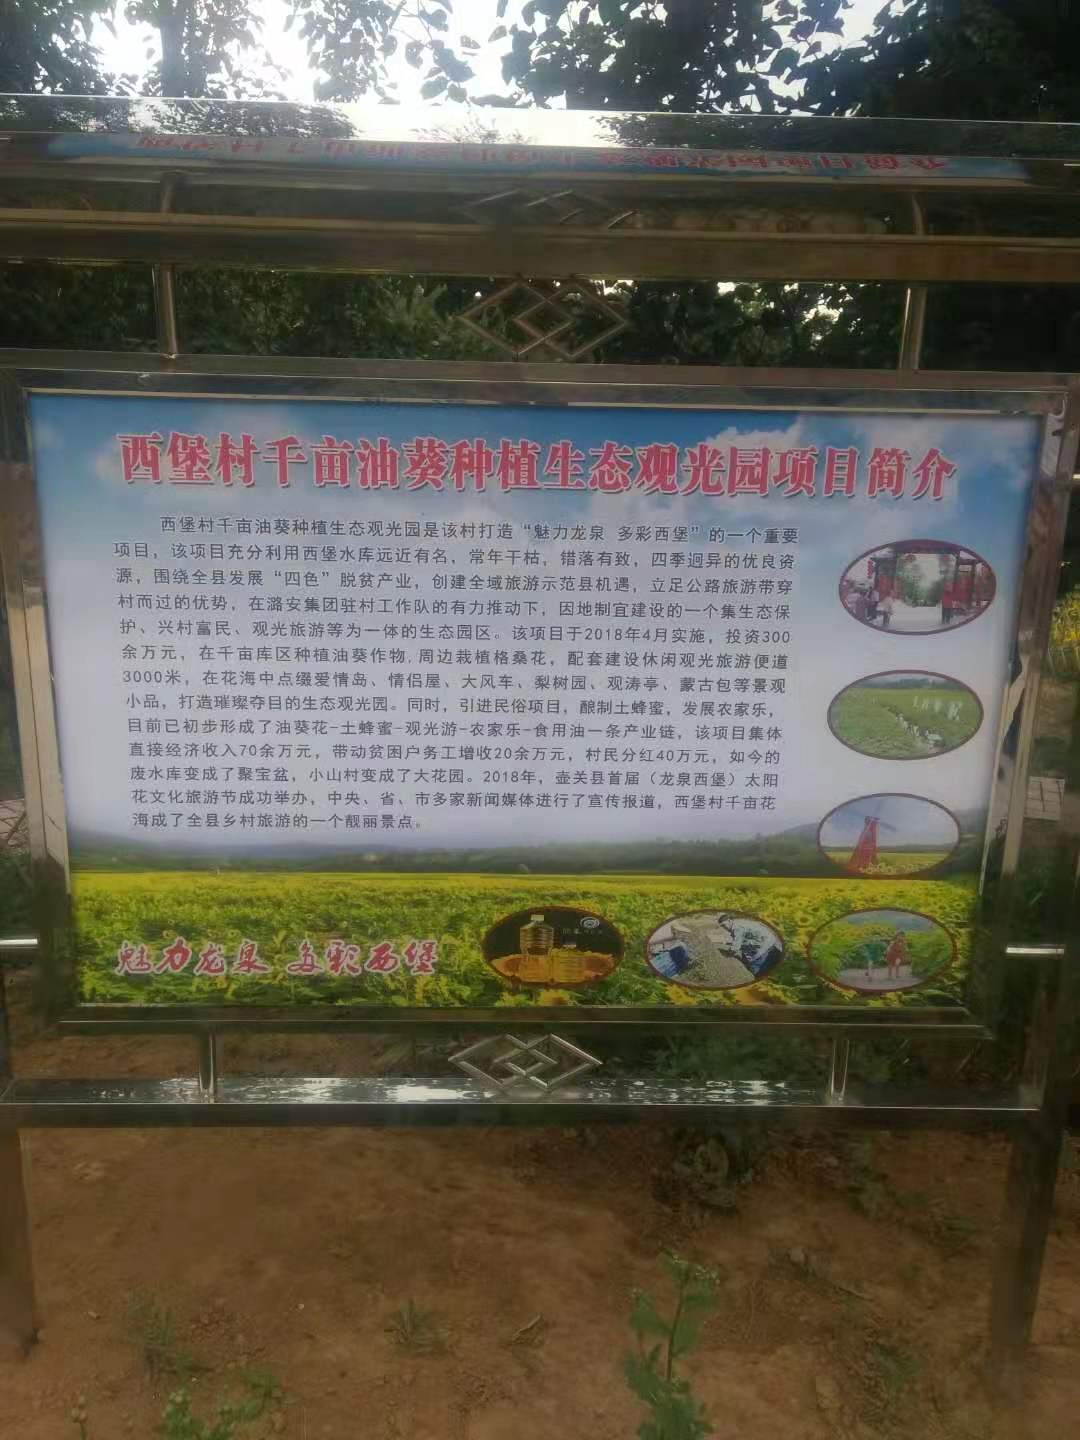 西堡村千亩油葵种植生态观光园项目简介
西堡村千亩油葵种植生态观光园是该村打造“魅力龙泉 多彩西堡”的一个重要
项目，该项目充分利用西堡水库远近有名，常年干枯，错落有致，四季迥异的优良资
源，围绕全县发展“四色”脱贫产业，创建全域旅游示范县机遇，立足公路旅游带穿
村而过的优势，在潞安集团驻村工作队的有力推动下，因地制宜建设的一个集生态保
护、兴村富民、观光旅游等为一体的生态园区。该项目于2018年4月实施，投资300
余万元，在千亩库区种植油葵作物，周边栽植格桑花，配套建设休闲观光旅游便道
3000米，在花海中点缀爱情岛、情侣屋、大风车、梨树园、观涛亭、蒙古包等景观
小品，打造璀璨夺目的生态观光园。同时，引进民俗项目，酿制土蜂蜜，发展农家乐，
目前已初步形成了油葵花-土蜂蜜-观光游-农家乐-食用油一条产业链，该项目集体
直接经济收入70余万元，带动贫困户务工增收20余万元，村民分红40万元，如今的
废水库变成了聚宝盆，小山村变成了大花园。2018年，壶关县首届（龙泉西堡）太阳
花文化旅游节成功举办，中央、省、市多家新闻媒体进行了宣传报道，西堡村千亩花
海成了全县乡村旅游的一个靓丽景点。
魅力龙泉 多彩西堡